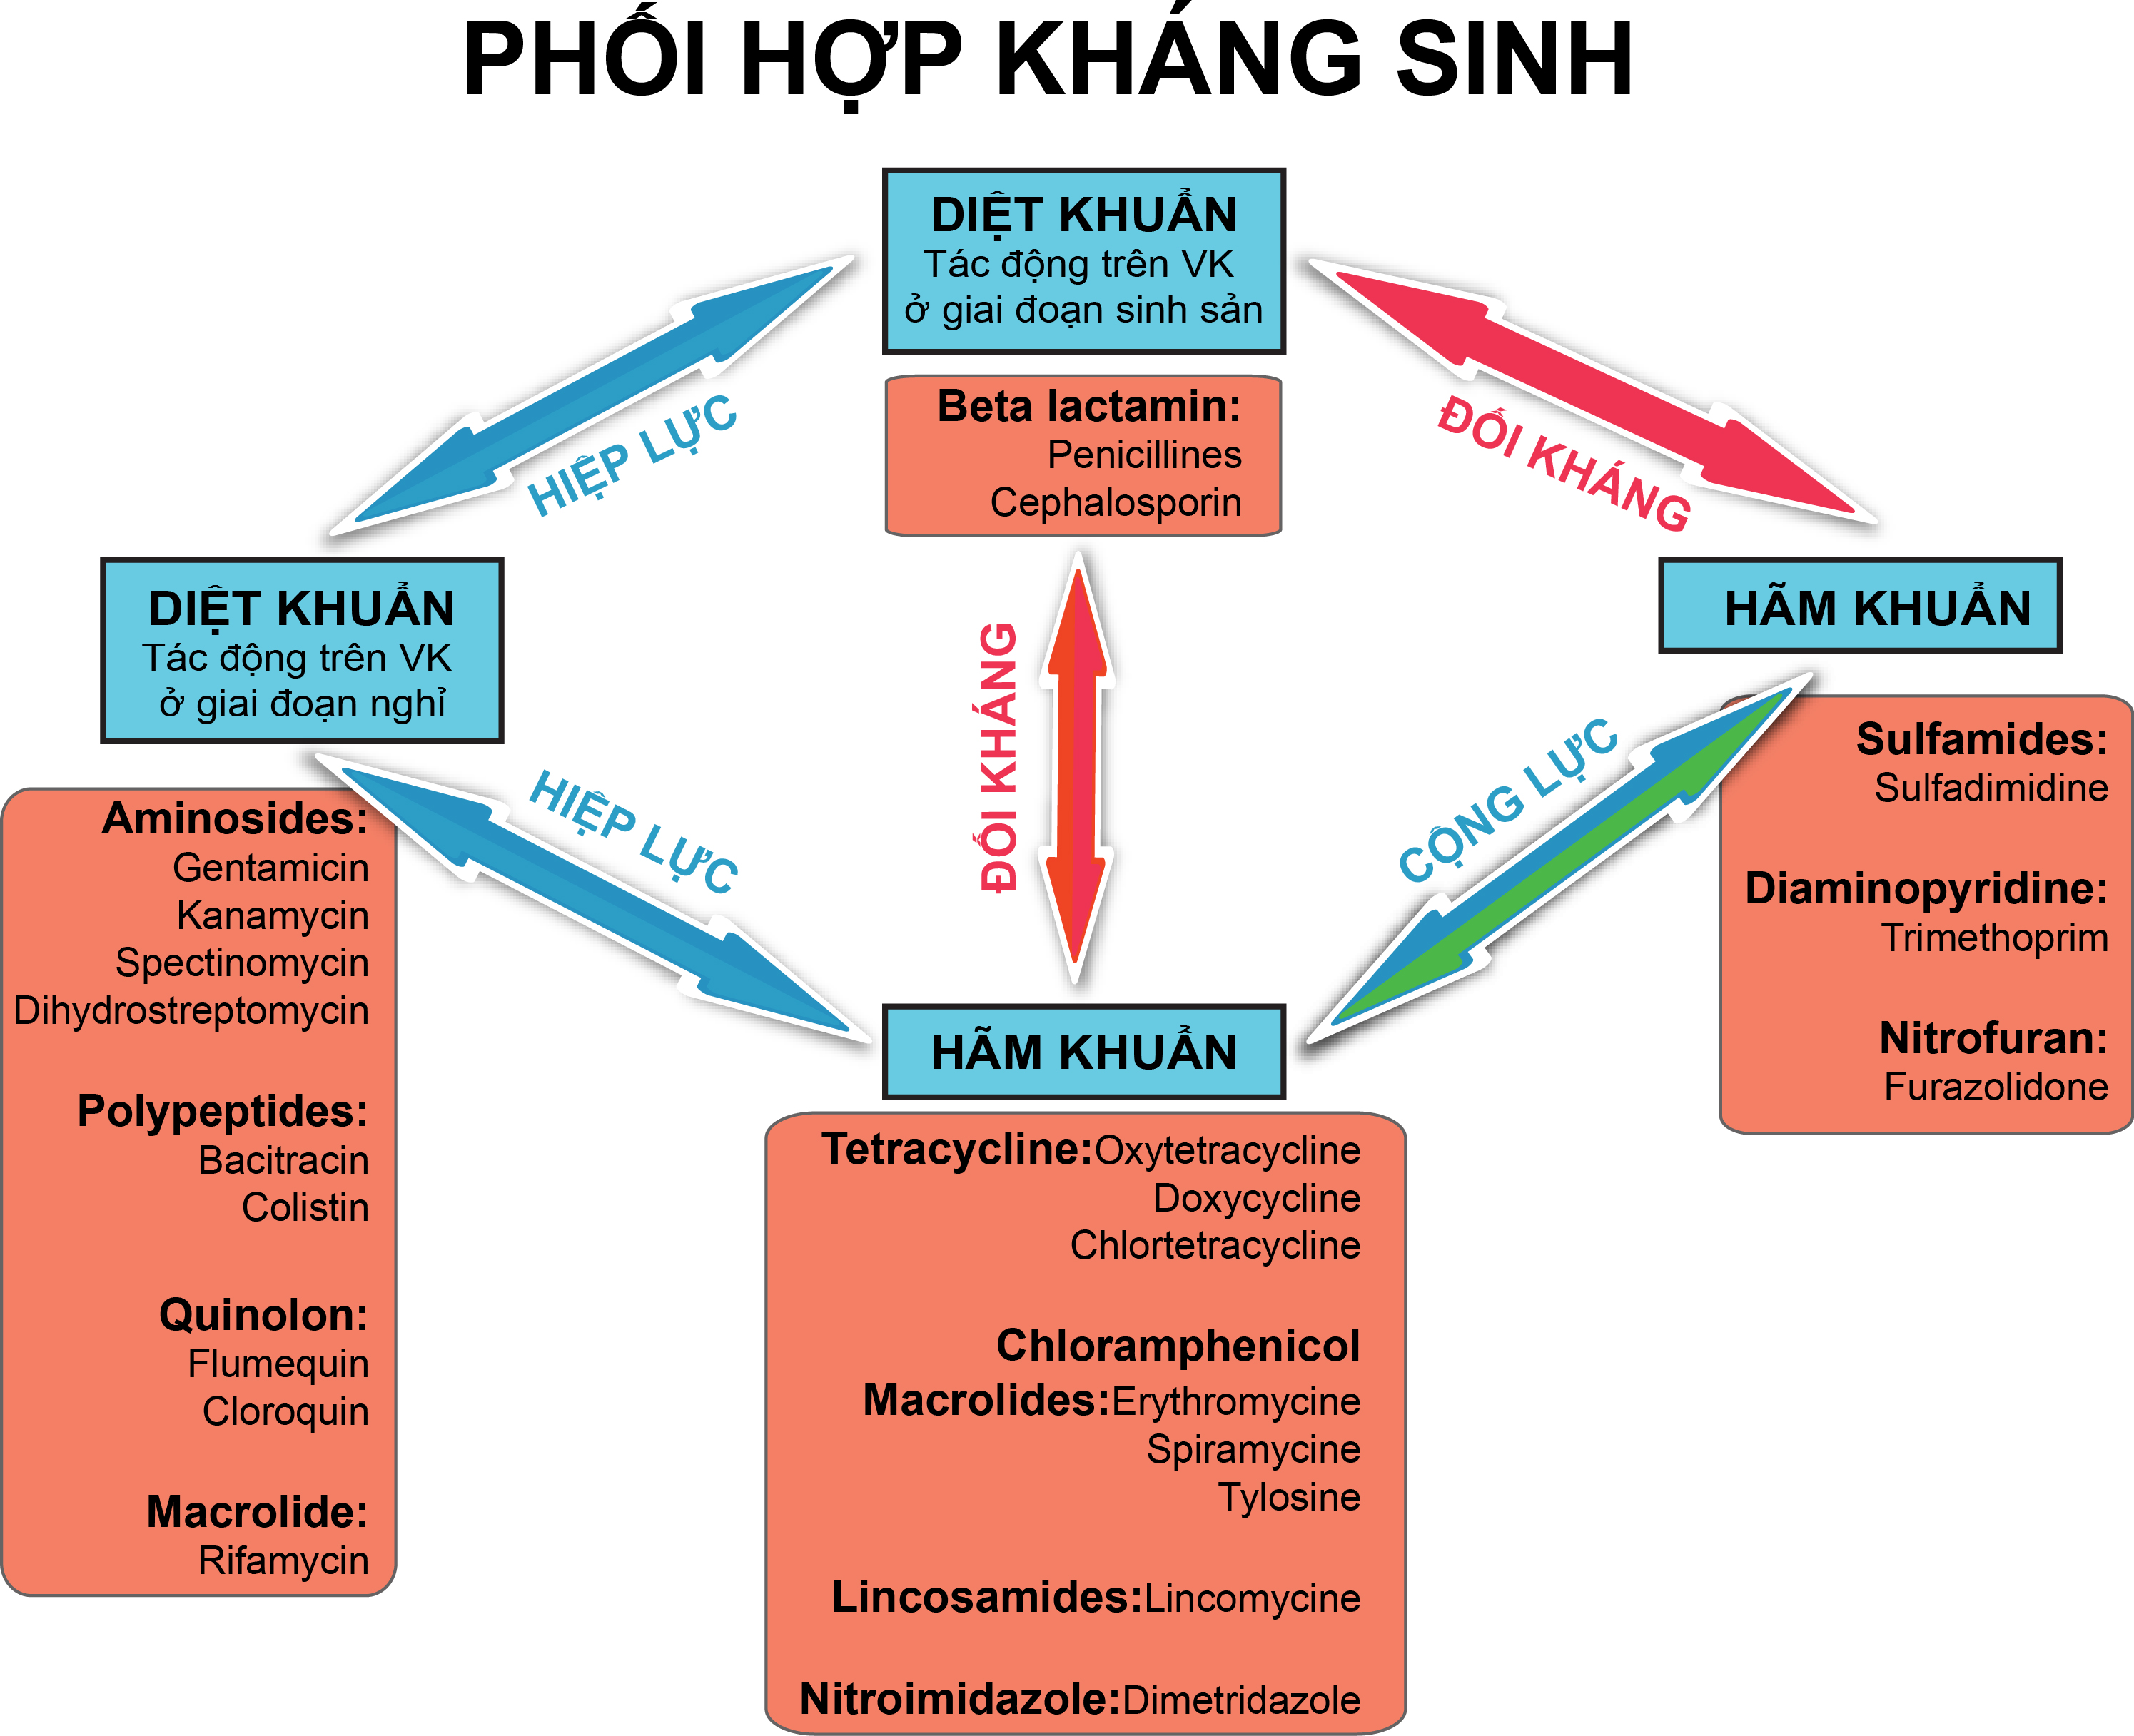 PHỐI HỢP KHÁNG SINH
DIỆT KHUẨN
Tác động trên VK
ở giai đoạn sinh sản
Beta lactamin:
Penicillines
Cephalosporin
HIỆP LỰC
ĐỐI KHÁNG
DIỆT KHUẨN
Tác động trên VK
ở giai đoạn nghỉ
Aminosides:
Gentamicin
Kanamycin
Spectinomycin
Dihydrostreptomycin
Polypeptides:
Bacitracin
Colistin
Quinolon:
Flumequin
Cloroquin
Macrolide:
Rifamycin
HIỆP LỰC
ĐỐI KHÁNG
CỘNG LỰC
HÃM KHUẨN
Sulfamides:
Sulfadimidine
Diaminopyridine:
Trimethoprim
Nitrofuran:
Furazolidone
HÃM KHUẨN
Tetracycline:Oxytetracycline
Doxycycline
Chlortetracycline
Chloramphenicol
Macrolides:Erythromycine
Spiramycine
Tylosine
Lincosamides:Lincomycine
Nitroimidazole:Dimetridazole